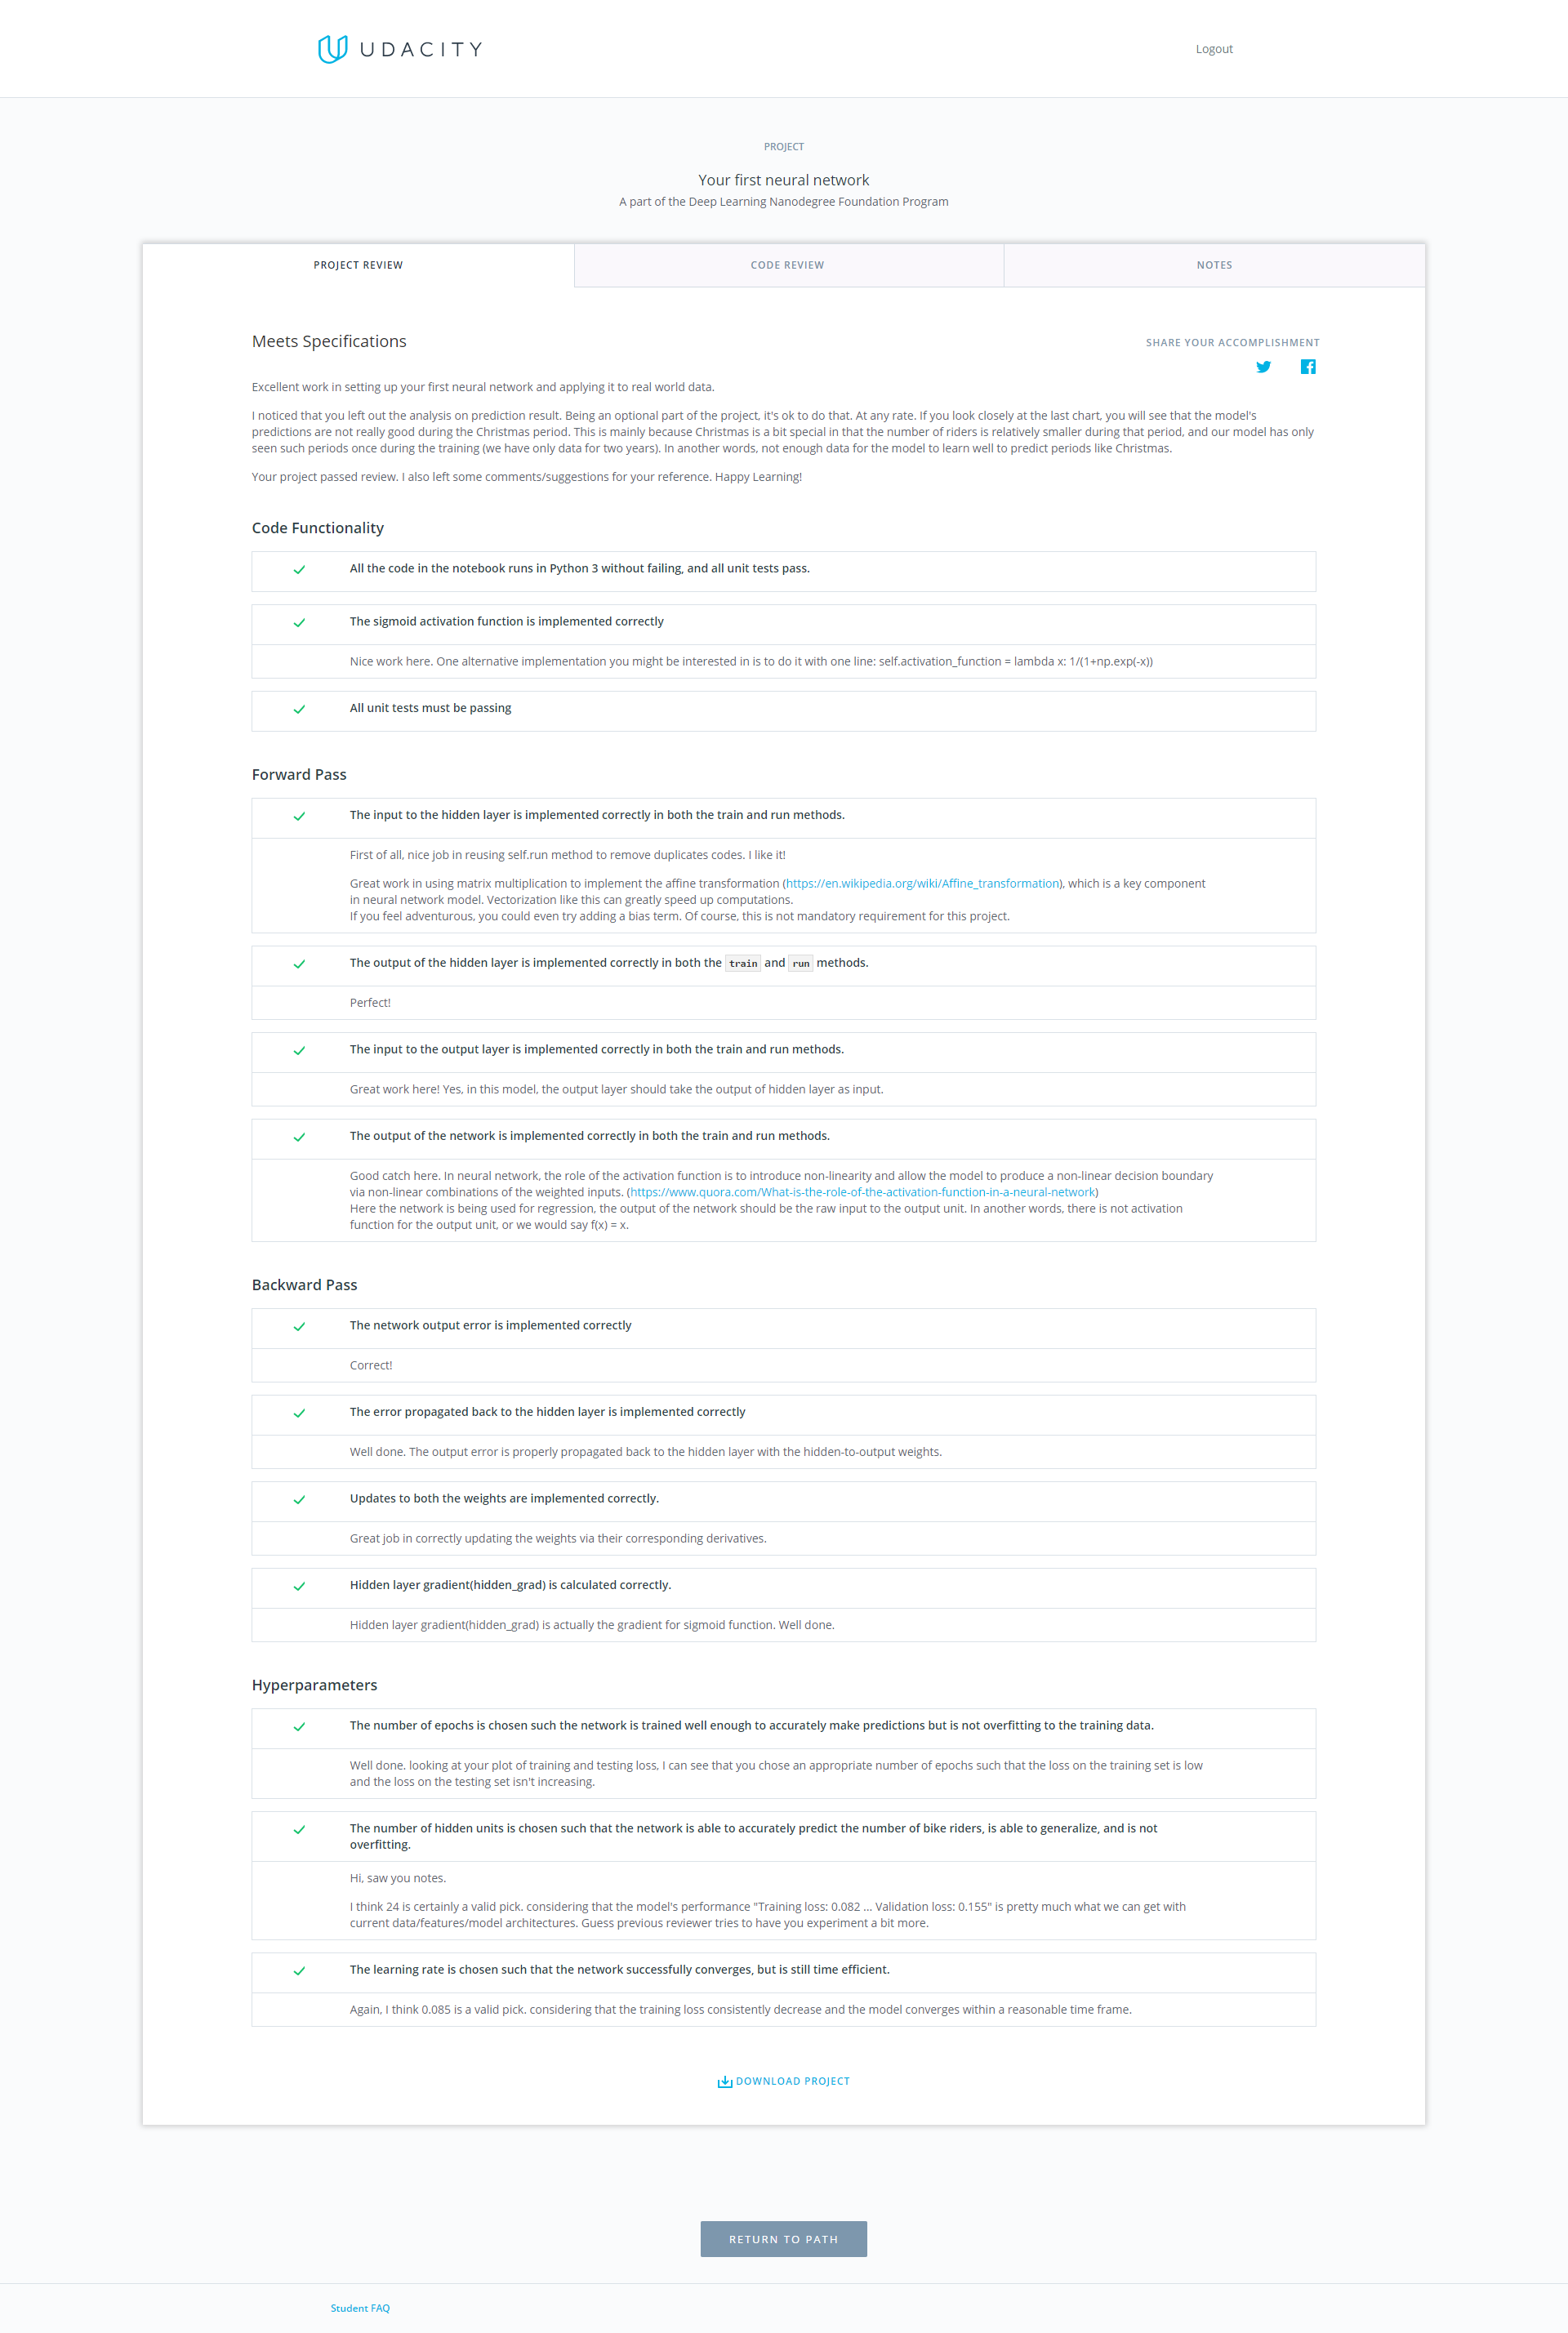 UDACITY
Logout
PROJECT
Your first neural network
A part of the Deep Learning Nanodegree Foundation Program
PROJECT REVIEW
CODE REVIEW
NOTES
Meets Specifications
SHARE YOUR ACCOMPLISHMENT
Excellent work in setting up your first neural network and applying it to real world data.
I noticed that you left out the analysis on prediction result. Being an optional part of the project, it's ok to do that. At any rate. If you look closely at the last chart, you will see that the model's
predictions are not really good during the Christmas period. This is mainly because Christmas is a bit special in that the number of riders is relatively smaller during that period, and our model has only
seen such periods once during the training (we have only data for two years). In another words, not enough data for the model to learn well to predict periods like Christmas.
Your project passed review. I also left some comments/suggestions for your reference. Happy Learning!
Code Functionality
All the code in the notebook runs in Python 3 without failing, and all unit tests pass.
The sigmoid activation function is implemented correctly
Nice work here. One alternative implementation you might be interested in is to do it with one line: self.activation_function = lambda x: 1/(1+np.exp(-x))
All unit tests must be passing
Forward Pass
The input to the hidden layer is implemented correctly in both the train and run methods.
First of all, nice job in reusing self.run method to remove duplicates codes. I like it!
Great work in using matrix multiplication to implement the affine transformation (https://en.wikipedia.org/wiki/Affine_transformation), which is a key component
in neural network model. Vectorization like this can greatly speed up computations.
If you feel adventurous, you could even try adding a bias term. Of course, this is not mandatory requirement for this project.
The output of the hidden layer is implemented correctly in both the train and run methods.
Perfect!
The input to the output layer is implemented correctly in both the train and run methods.
Great work here! Yes, in this model, the output layer should take the output of hidden layer as input.
The output of the network is implemented correctly in both the train and run methods.
Good catch here. In neural network, the role of the activation function is to introduce non-linearity and allow the model to produce a non-linear decision boundary
via non-linear combinations of the weighted inputs. (https://www.quora.com/What-is-the-role-of-the-activation-function-in-a-neural-network)
Here the network is being used for regression, the output of the network should be the raw input to the output unit. In another words, there is not activation
function for the output unit, or we would say f(x) = x.
Backward Pass
The network output error is implemented correctly
Correct!
The error propagated back to the hidden layer is implemented correctly
Well done. The output error is properly propagated back to the hidden layer with the hidden-to-output weights.
Updates to both the weights are implemented correctly.
Great job in correctly updating the weights via their corresponding derivatives.
Hidden layer gradient(hidden_grad) is calculated correctly.
Hidden layer gradient(hidden_grad) is actually the gradient for sigmoid function. Well done.
Hyperparameters
The number of epochs is chosen such the network is trained well enough to accurately make predictions but is not overfitting to the training data.
Well done. looking at your plot of training and testing loss, I can see that you chose an appropriate number of epochs such that the loss on the training set is low
and the loss on the testing set isn't increasing.
The number of hidden units is chosen such that the network is able to accurately predict the number of bike riders, is able to generalize, and is not
overfitting.
Hi, saw you notes.
I think 24 is certainly a valid pick. considering that the model's performance "Training loss: 0.082 ... Validation loss: 0.155" is pretty much what we can get with
current data/features/model architectures. Guess previous reviewer tries to have you experiment a bit more.
The learning rate is chosen such that the network successfully converges, but is still time efficient.
Again, I think 0.085 is a valid pick. considering that the training loss consistently decrease and the model converges within a reasonable time frame.
DOWNLOAD PROJECT
RETURN TO PATH
Student FAQ